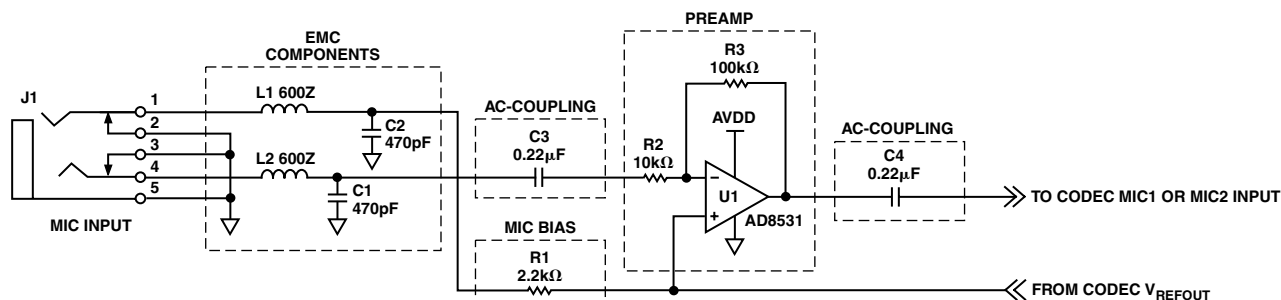 PREAMP
EMC
COMPONENTS
R3
100kΩ
J1
1
L1 600Z
AC-COUPLING
AVDD
AC-COUPLING
2
C2
470pF
C3
0.22µF
R2
10kΩ
C4
0.22µF
3
L2 600Z
4
–
U1
+
AD8531
C1
470pF
5
TO CODEC MIC1 OR MIC2 INPUT
MIC INPUT
MIC BIAS
R1
2.2kΩ
FROM CODEC VREFOUT